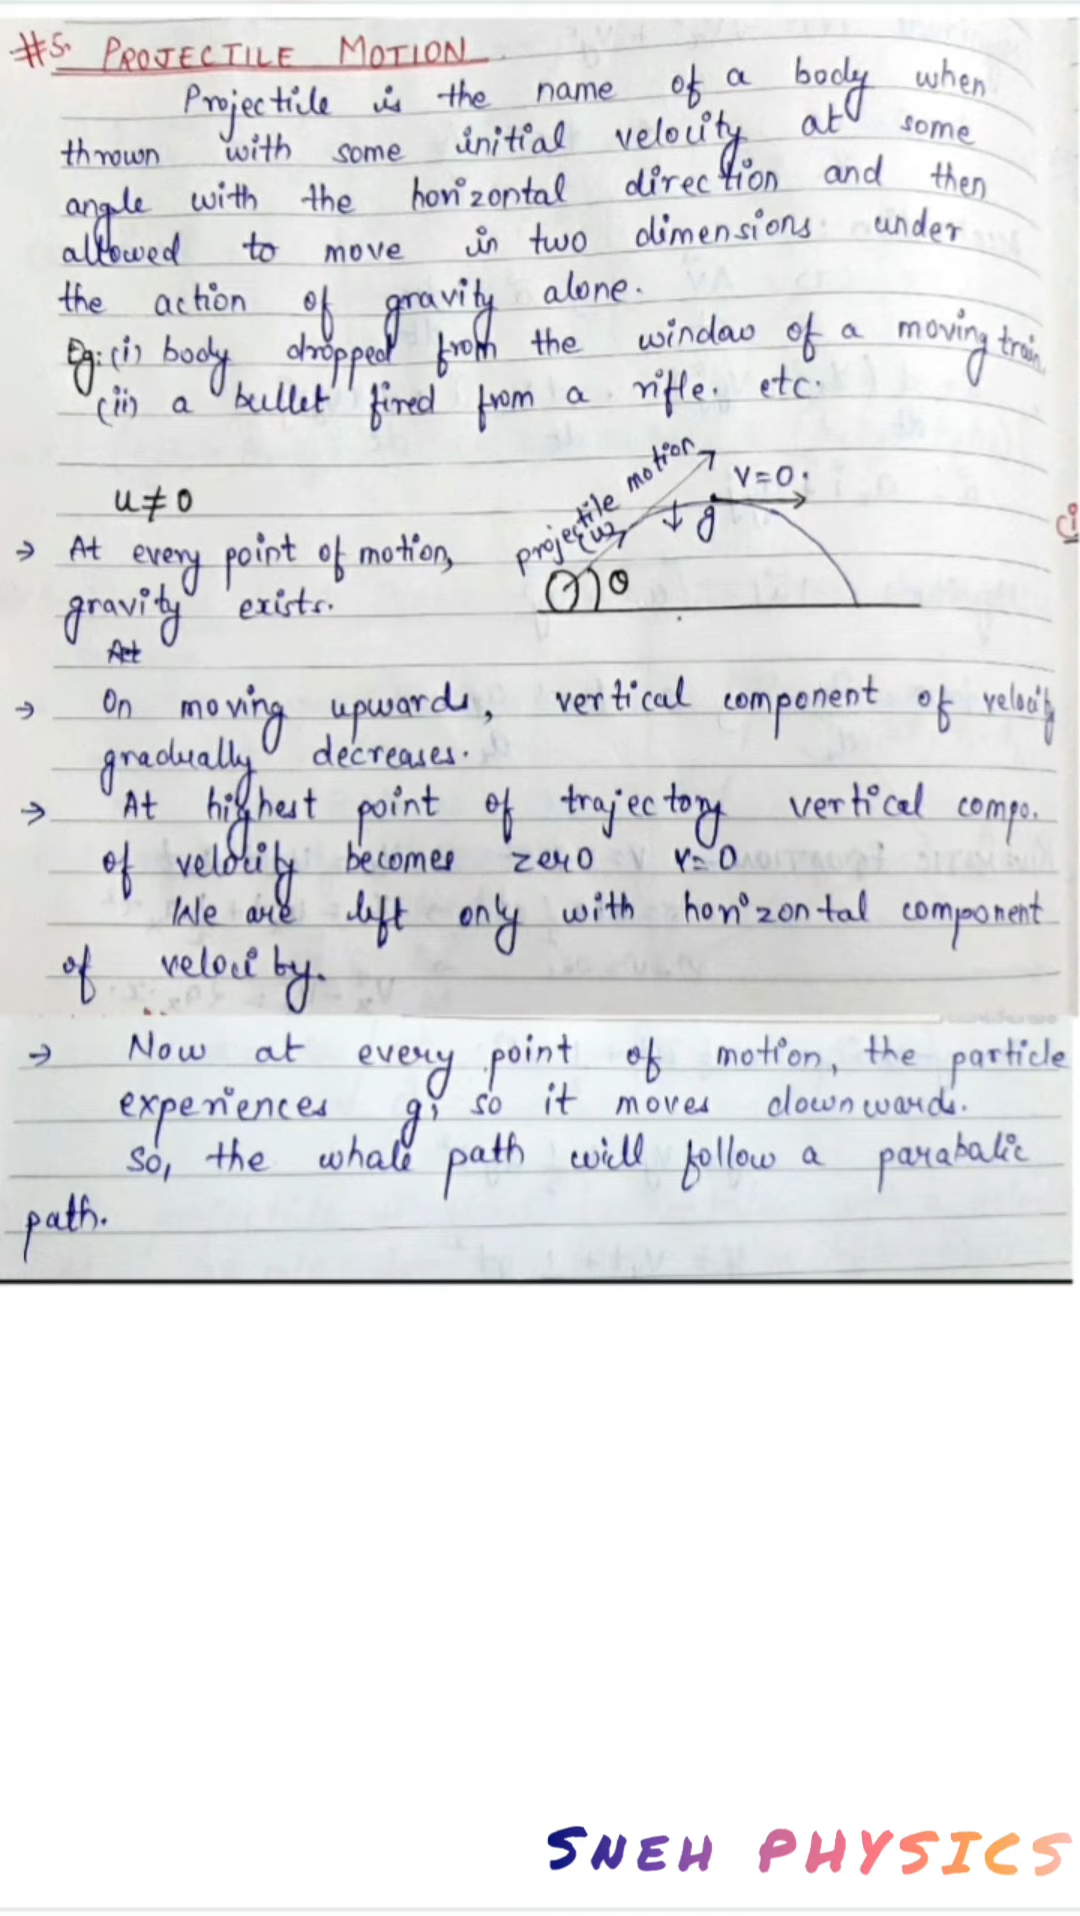 #5. PROJECTILE MOTION
Projectile is the name of a body when
thrown with some initial velocity at some
angle with the horizontal direction and then
allowed to move in two dimensions under
the action of gravity alone.
Eg: (i) body dropped from the window of a moving train
(ii) a bullet fired from a rifle. etc.
projectile motion
(u)
V=0.
g
θ
u≠0
→ At every point of motion,
gravity exists.
→ On moving upwards, vertical component of velocity
gradually decreases.
→ At highest point of trajectory vertical compo.
of velocity becomes zero v=0
We are left only with horizontal component
of velocity.
→ Now at every point of motion, the particle
experiences g, so it moves downwards.
So, the whole path will follow a parabolic
path.
(i
SNEH PHYSICS